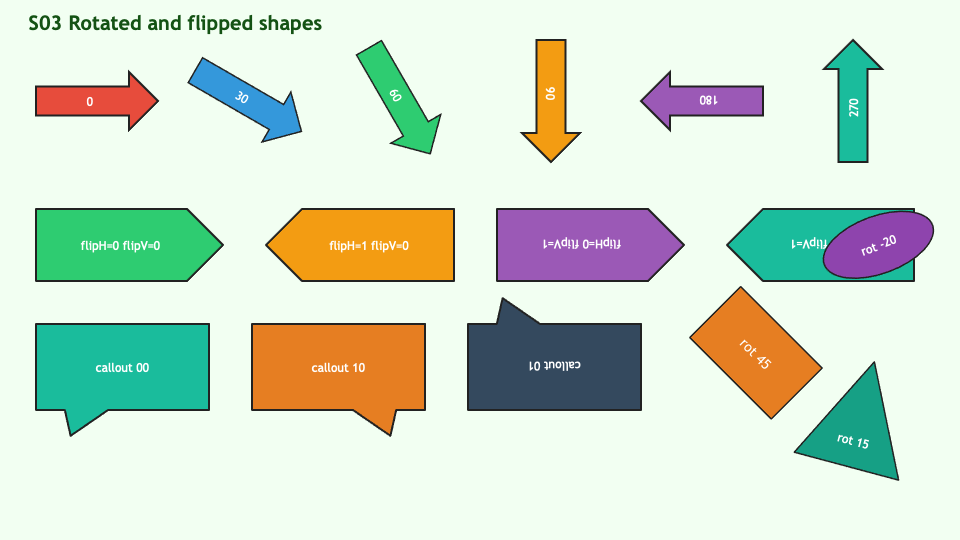 S03 Rotated and flipped shapes
0
30
60
90
180
270
flipH=0 flipV=0
flipH=1 flipV=0
flipH=0 flipV=1
flipV=1
rot -20
callout 00
callout 10
callout 01
rot 45
rot 15